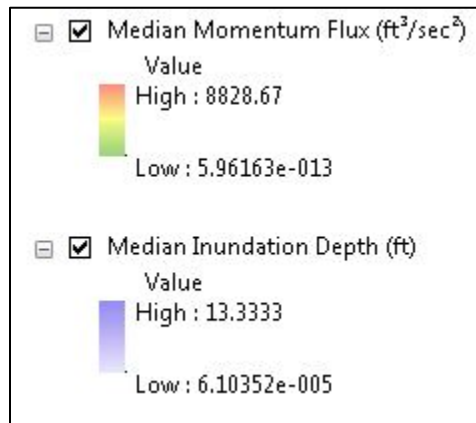 Median Momentum Flux (ft³/sec²)
Value
High : 8828.67
Low : 5.96163e-013
Median Inundation Depth (ft)
Value
High : 13.3333
Low : 6.10352e-005